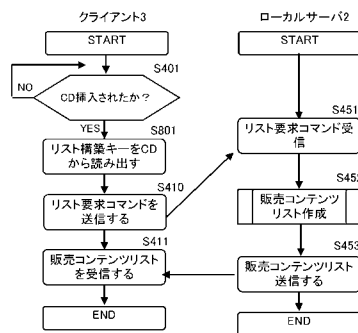 クライアント3
START
S401
CD挿入されたか？
NO
YES
S801
リスト構築キーをCD
から読み出す
S410
リスト要求コマンドを
送信する
S411
販売コンテンツリスト
を受信する
END
ローカルサーバ2
START
S451
リスト要求コマンド受
信
S452
販売コンテンツ
リスト作成
S453
販売コンテンツリスト
送信する
END